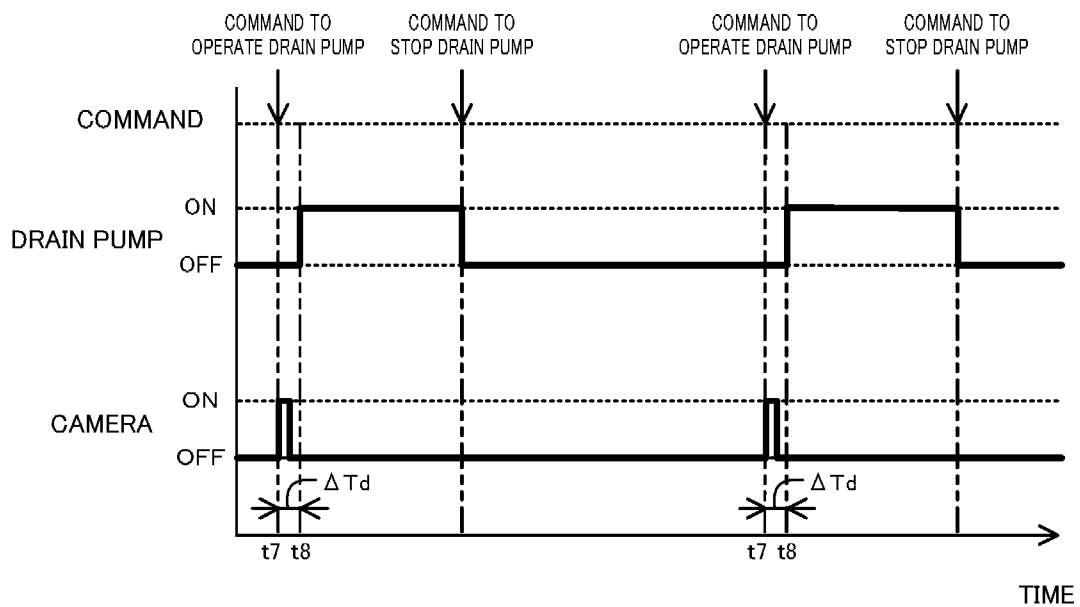 COMMAND TO
OPERATE DRAIN PUMP
COMMAND TO
STOP DRAIN PUMP
COMMAND TO
OPERATE DRAIN PUMP
COMMAND TO
STOP DRAIN PUMP
COMMAND
ON
DRAIN PUMP
OFF
ON
CAMERA
OFF
ΔTd
ΔTd
t7 t8
t7 t8
TIME